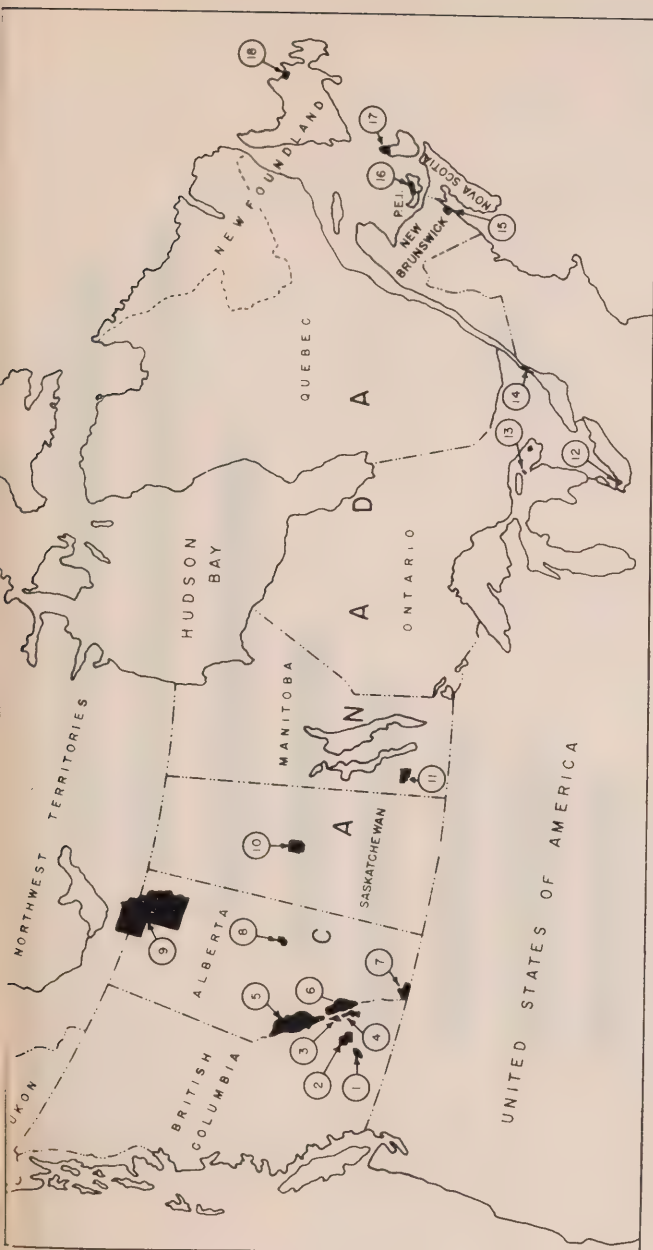 NORTHWEST TERRITORIES
UKON
BRITISH
COLUMBIA
ALBERTA
SASKATCHEWAN
MANITOBA
HUDSON
BAY
ONTARIO
QUEBEC
NEWFOUNDLAND
P.E.I.
NEW
BRUNSWICK
NOVA SCOTIA
CANADA
UNITED STATES OF AMERICA
1
2
3
4
5
6
7
8
9
10
11
12
13
14
15
16
17
18